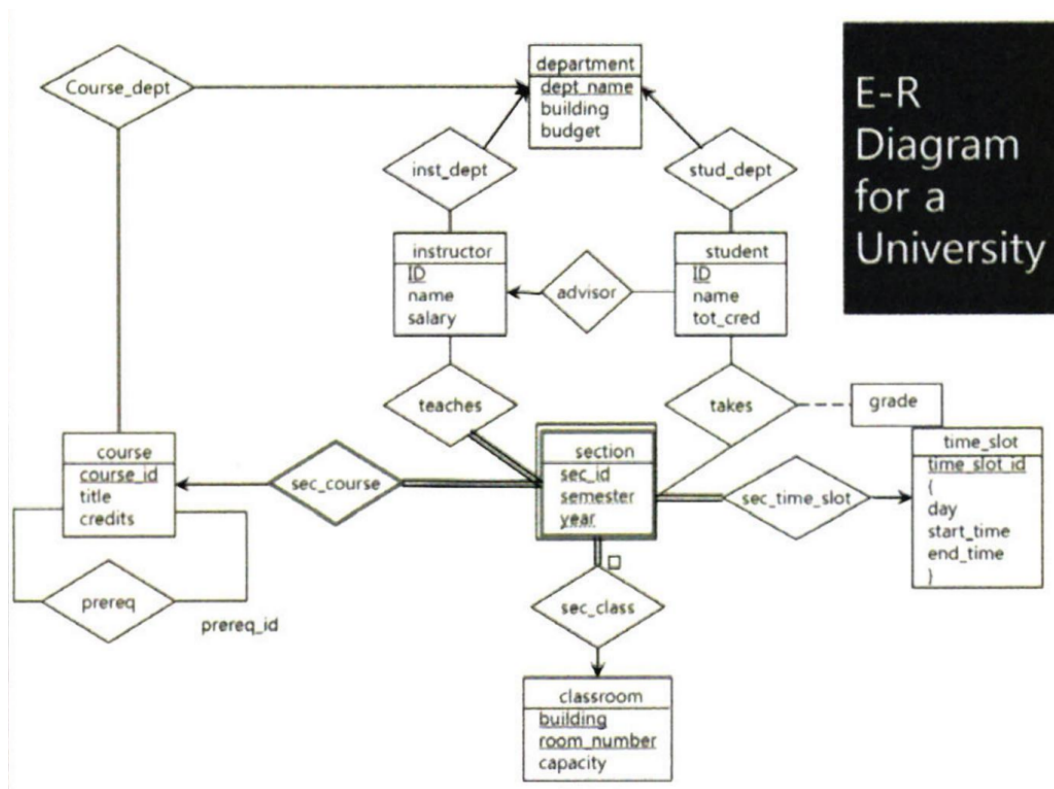 E-R
Diagram
for a
University
Course_dept
department
dept_name
building
budget
inst_dept
stud_dept
instructor
ID
name
salary
advisor
student
ID
name
tot_cred
teaches
takes
grade
course
course_id
title
credits
sec_course
section
sec_id
semester
year
sec_time_slot
time_slot
time_slot_id
{
day
start_time
end_time
}
prereq
prereq_id
sec_class
classroom
building
room_number
capacity